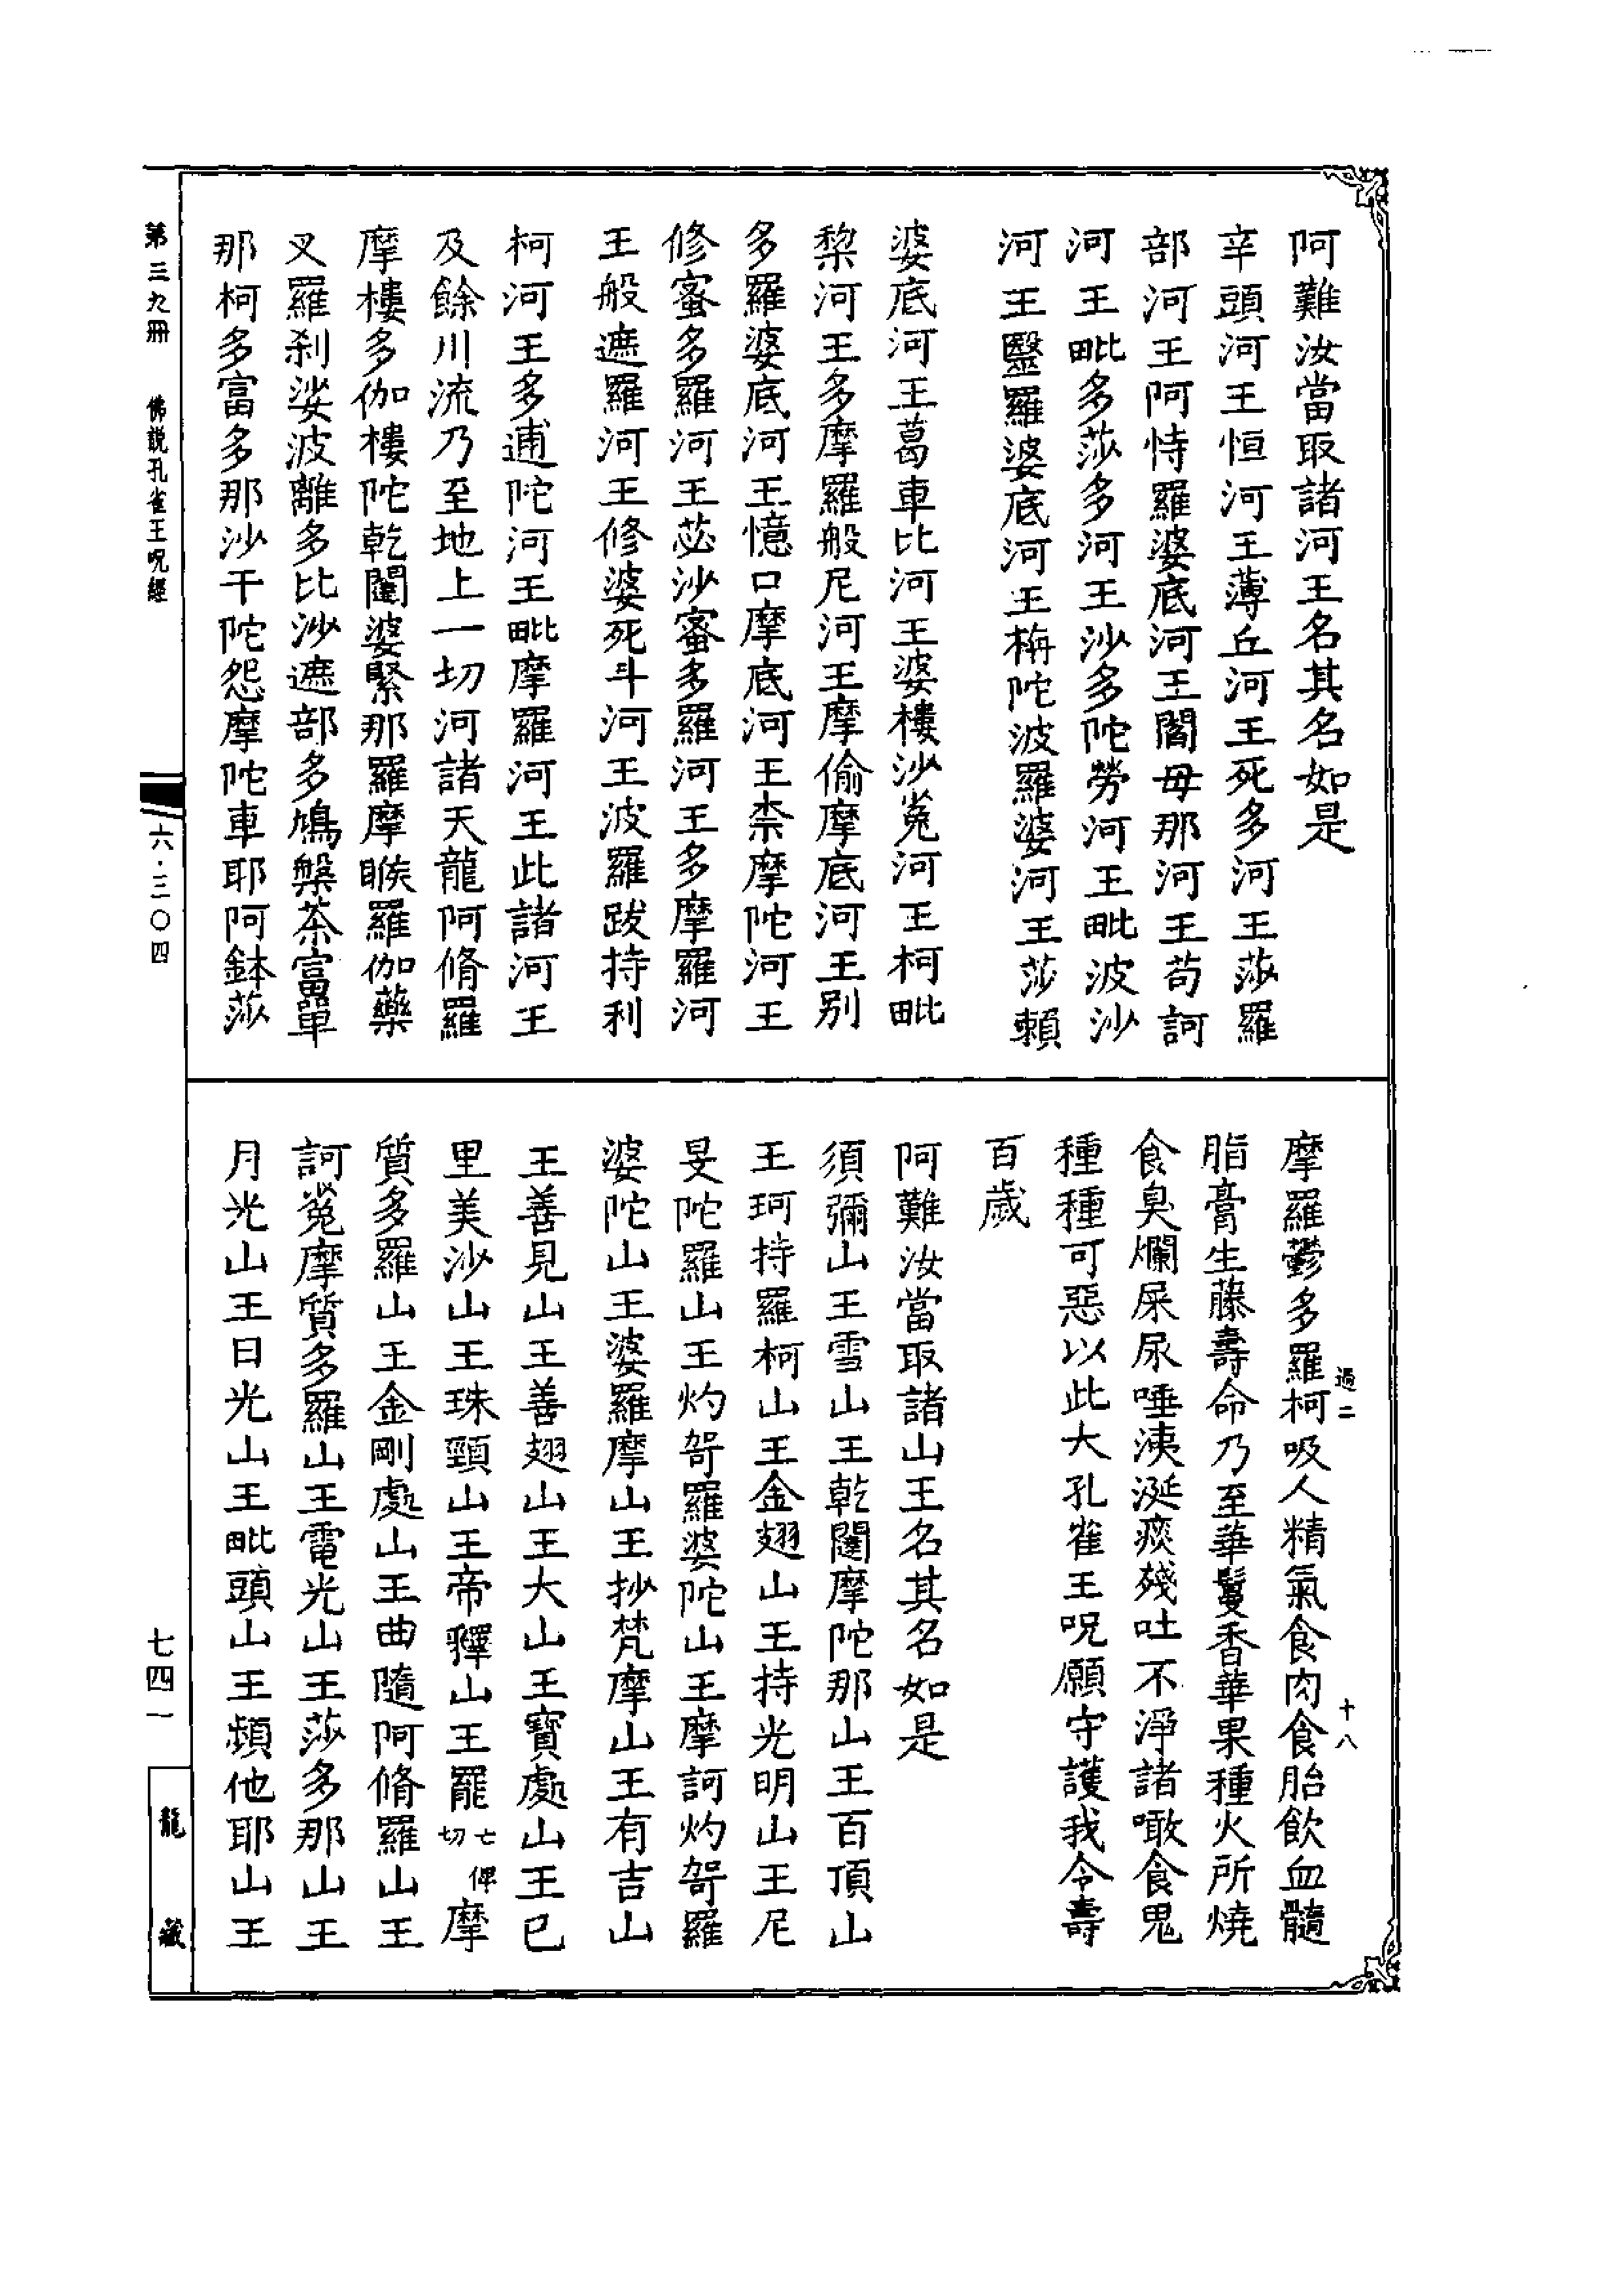 阿難汝當取諸河王名其名如是
辛頭河王恒河王薄丘河王死多河王莎羅
部河王阿恃羅婆底河王閻毋那河王苟訶
河王毗多莎多河王沙多陀勞河王毗波沙
河王瞖羅婆底河王栴陀波羅婆河王莎賴
婆底河王葛車比河王婆樓沙嵬河王柯毗
棃河王多摩羅般尼河王摩偷摩底河王別
多羅婆底河王憶口摩底河王柰摩陀河王
修蜜多羅河王苾沙蜜多羅河王多摩羅河
王般遮羅河王修婆死斗河王波羅跋持利
柯河王多逋陀河王毗摩羅河王此諸河王
及餘川流乃至地上一切河諸天龍阿脩羅
摩樓多伽樓陀乾闥婆緊那羅摩睺羅伽藥
叉羅刹娑波離多比沙遮部多鳩槃茶富單
那柯多富多那沙干陀怨摩陀車耶阿鉢莎
摩羅鬱多羅柯吸人精氣食肉食胎飲血髓
脂膏生藤壽命乃至華鬘香華果種火所燒
食臭爛屎尿唾洟涎痰殘吐不淨諸噉食鬼
種種可惡以此大孔雀王呪願守護我令壽
百歲
阿難汝當取諸山王名其名如是
須彌山王雪山王乾闥摩陀那山王百頂山
王珂持羅柯山王金翅山王持光明山王尼
旻陀羅山王灼哿羅婆陀山王摩訶灼哿羅
婆陀山王婆羅摩山王抄梵摩山王有吉山
王善見山王善翅山王大山王寶處山王已
里美沙山王珠頸山王帝釋山王罷亡俾切摩
質多羅山王金剛處山王曲隨阿脩羅山王
訶嵬摩質多羅山王電光山王莎多那山王
月光山王日光山王毗頭山王頻他耶山王
過二
十八
第三九冊
佛説孔雀王呪經
六·三〇四
七四一
龍藏